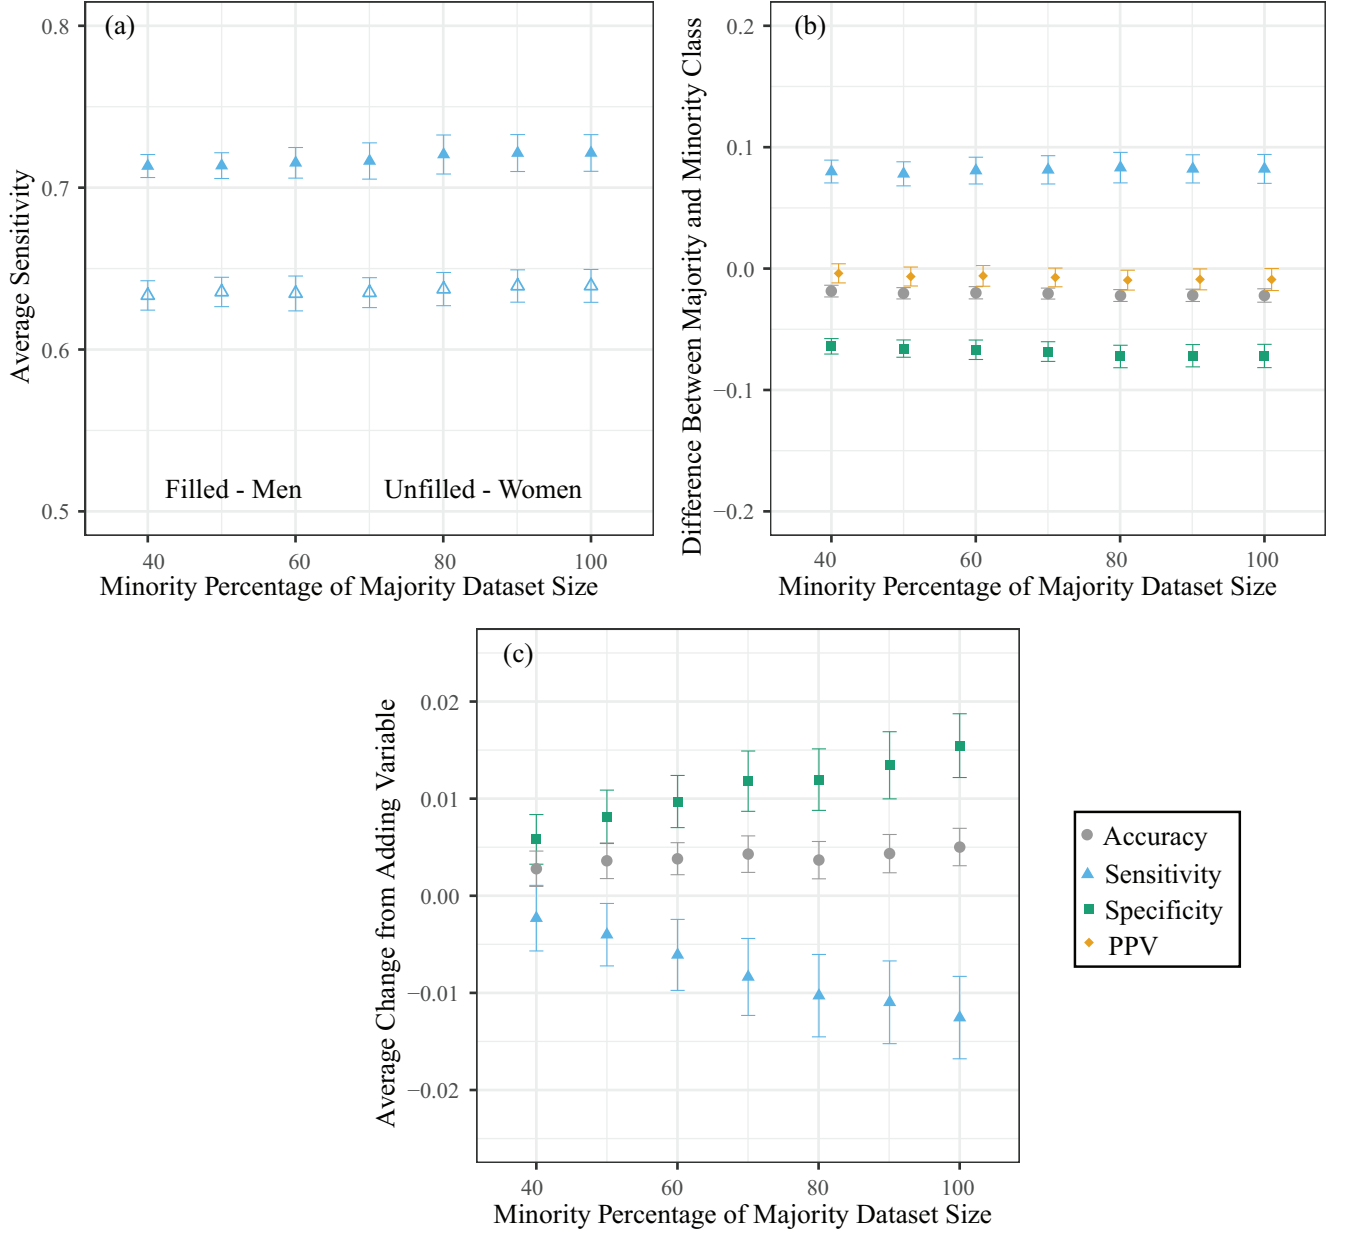 (a)
0.8
0.7
0.6
0.5
Average Sensitivity
Filled - Men
Unfilled - Women
40 60 80 100
Minority Percentage of Majority Dataset Size
(b)
0.2
0.1
0.0
−0.1
−0.2
Difference Between Majority and Minority Class
40 60 80 100
Minority Percentage of Majority Dataset Size
(c)
0.02
0.01
0.00
−0.01
−0.02
Average Change from Adding Variable
40 60 80 100
Minority Percentage of Majority Dataset Size
Accuracy
Sensitivity
Specificity
PPV